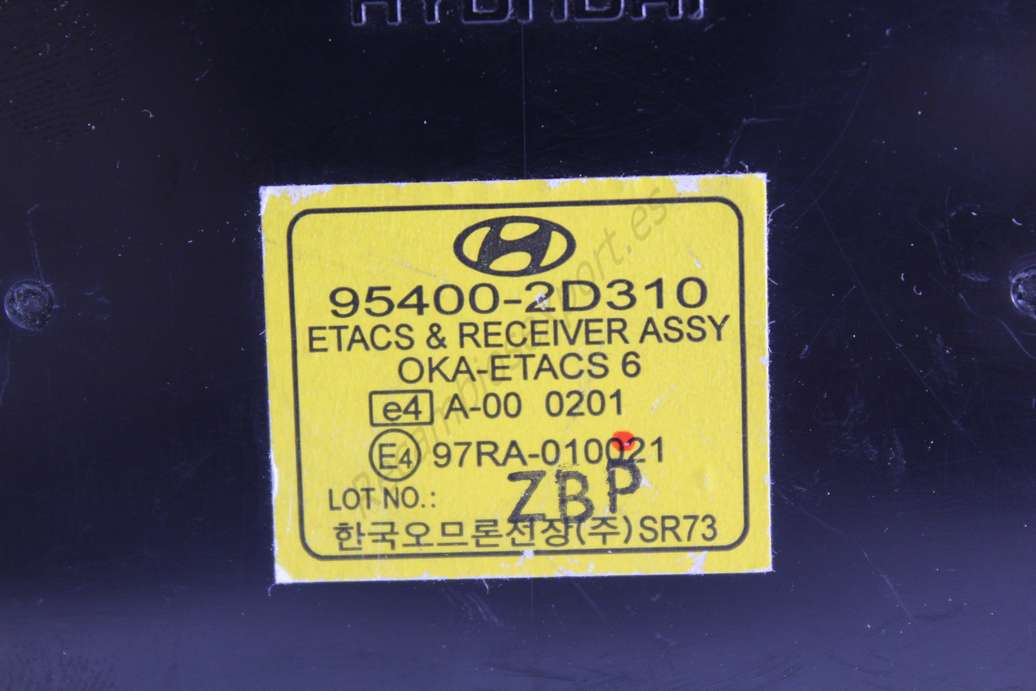 HYUNDAI
95400-2D310
ETACS & RECEIVER ASSY
OKA-ETACS 6
e4 A-00 0201
E4 97RA-010021
LOT NO.: ZBP
한국오므론전장(주) SR73